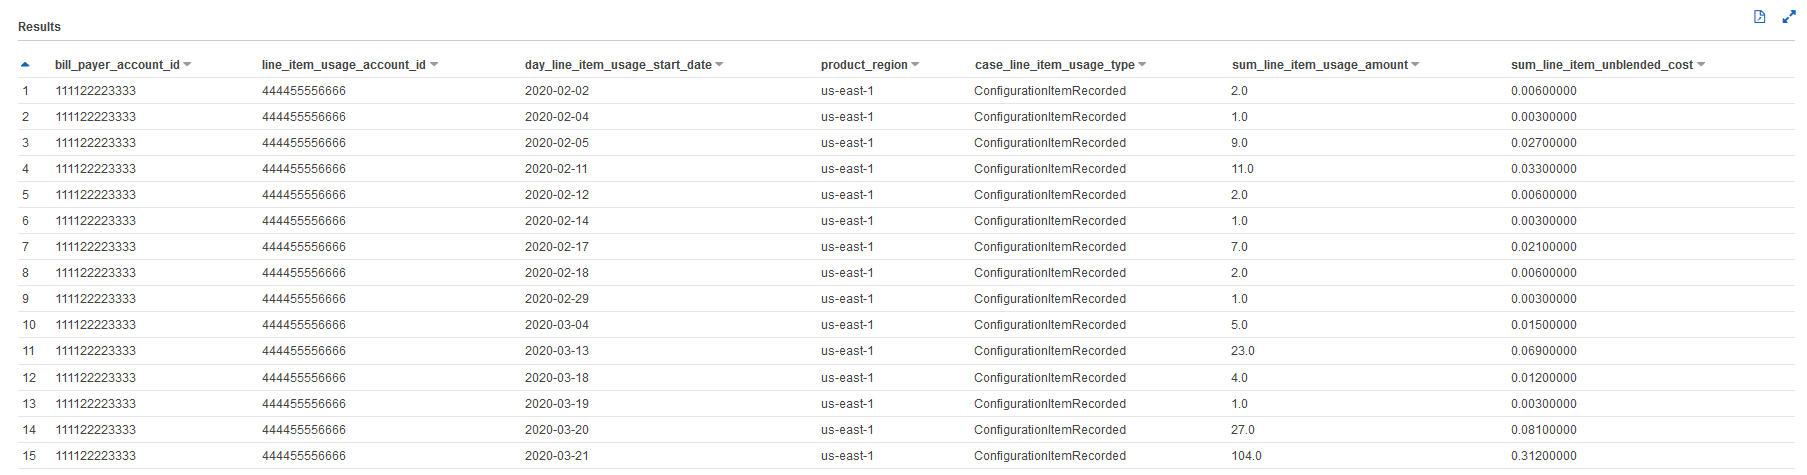 Results
bill_payer_account_id line_item_usage_account_id day_line_item_usage_start_date product_region case_line_item_usage_type sum_line_item_usage_amount sum_line_item_unblended_cost
1 111122223333 444455556666 2020-02-02 us-east-1 ConfigurationItemRecorded 2.0 0.00600000
2 111122223333 444455556666 2020-02-04 us-east-1 ConfigurationItemRecorded 1.0 0.00300000
3 111122223333 444455556666 2020-02-05 us-east-1 ConfigurationItemRecorded 9.0 0.02700000
4 111122223333 444455556666 2020-02-11 us-east-1 ConfigurationItemRecorded 11.0 0.03300000
5 111122223333 444455556666 2020-02-12 us-east-1 ConfigurationItemRecorded 2.0 0.00600000
6 111122223333 444455556666 2020-02-14 us-east-1 ConfigurationItemRecorded 1.0 0.00300000
7 111122223333 444455556666 2020-02-17 us-east-1 ConfigurationItemRecorded 7.0 0.02100000
8 111122223333 444455556666 2020-02-18 us-east-1 ConfigurationItemRecorded 2.0 0.00600000
9 111122223333 444455556666 2020-02-29 us-east-1 ConfigurationItemRecorded 1.0 0.00300000
10 111122223333 444455556666 2020-03-04 us-east-1 ConfigurationItemRecorded 5.0 0.01500000
11 111122223333 444455556666 2020-03-13 us-east-1 ConfigurationItemRecorded 23.0 0.06900000
12 111122223333 444455556666 2020-03-18 us-east-1 ConfigurationItemRecorded 4.0 0.01200000
13 111122223333 444455556666 2020-03-19 us-east-1 ConfigurationItemRecorded 1.0 0.00300000
14 111122223333 444455556666 2020-03-20 us-east-1 ConfigurationItemRecorded 27.0 0.08100000
15 111122223333 444455556666 2020-03-21 us-east-1 ConfigurationItemRecorded 104.0 0.31200000